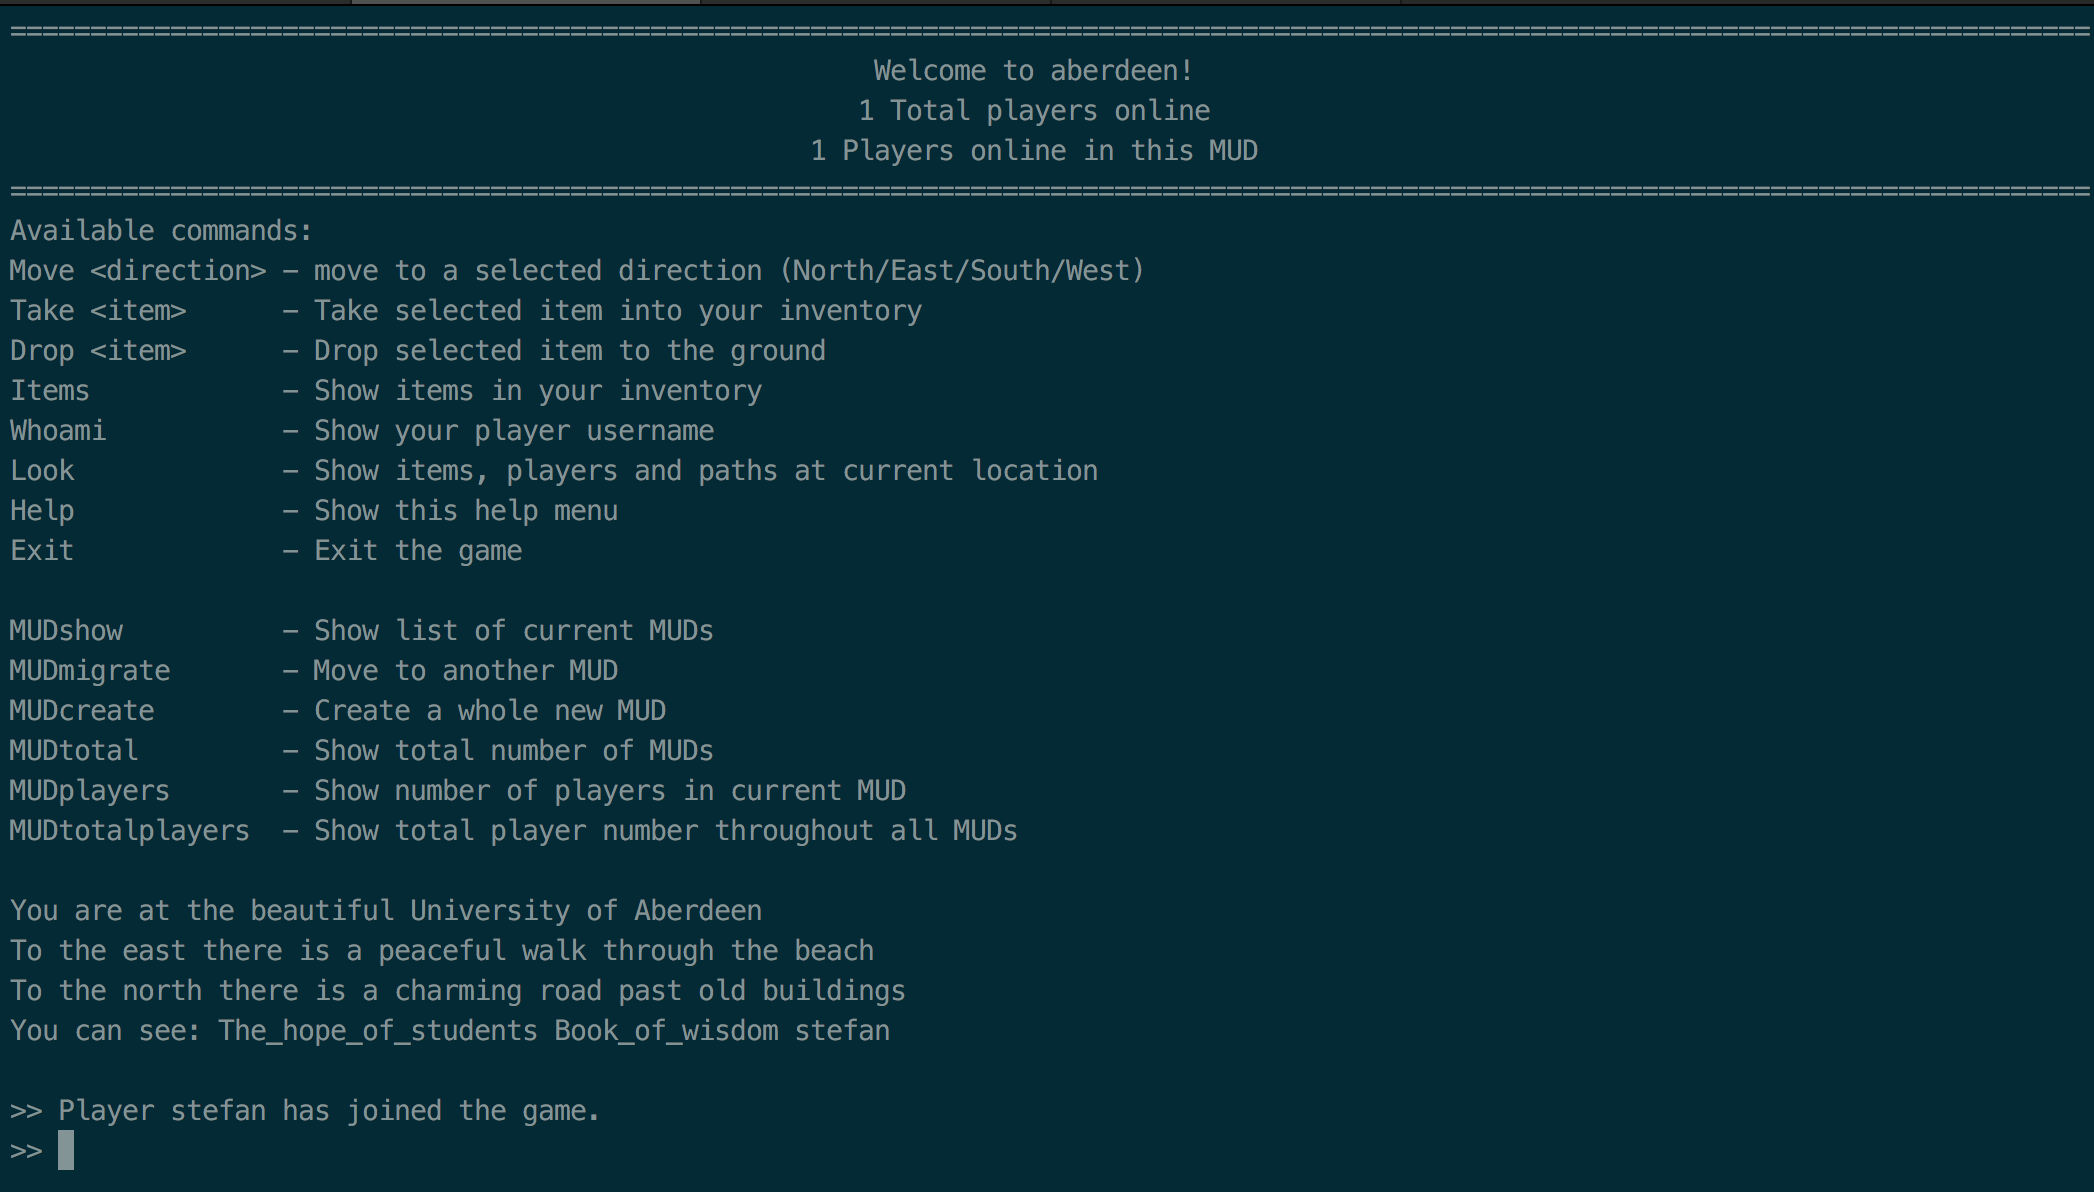 ================================================================================================================================== 
Welcome to aberdeen!
1 Total players online
1 Players online in this MUD
==================================================================================================================================
Available commands:
Move <direction> – move to a selected direction (North/East/South/West)
Take <item>      – Take selected item into your inventory
Drop <item>      – Drop selected item to the ground
Items            – Show items in your inventory
Whoami           – Show your player username
Look             – Show items, players and paths at current location
Help             – Show this help menu
Exit             – Exit the game
MUDshow          – Show list of current MUDs
MUDmigrate       – Move to another MUD
MUDcreate        – Create a whole new MUD
MUDtotal         – Show total number of MUDs
MUDplayers       – Show number of players in current MUD
MUDtotalplayers  – Show total player number throughout all MUDs
You are at the beautiful University of Aberdeen
To the east there is a peaceful walk through the beach
To the north there is a charming road past old buildings
You can see: The_hope_of_students Book_of_wisdom stefan
>> Player stefan has joined the game.
>>